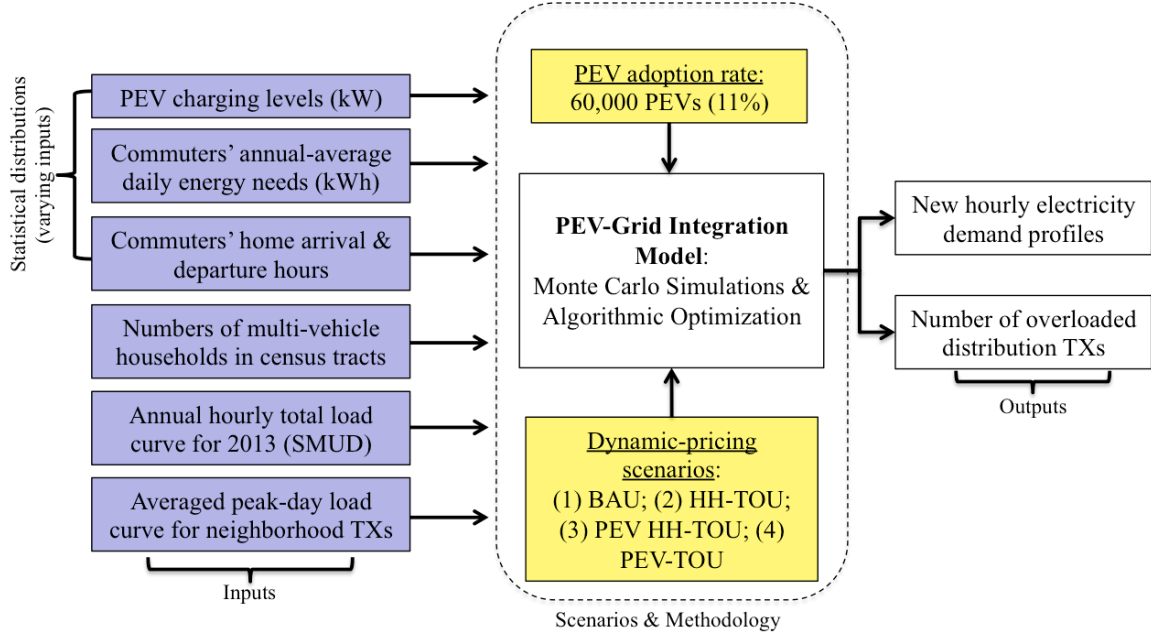 Statistical distributions
(varying inputs)
PEV charging levels (kW)
Commuters’ annual-average
daily energy needs (kWh)
Commuters’ home arrival &
departure hours
Numbers of multi-vehicle
households in census tracts
Annual hourly total load
curve for 2013 (SMUD)
Averaged peak-day load
curve for neighborhood TXs
Inputs
PEV adoption rate:
60,000 PEVs (11%)
PEV-Grid Integration
Model:
Monte Carlo Simulations &
Algorithmic Optimization
Dynamic-pricing
scenarios:
(1) BAU; (2) HH-TOU;
(3) PEV HH-TOU; (4)
PEV-TOU
Scenarios & Methodology
New hourly electricity
demand profiles
Number of overloaded
distribution TXs
Outputs